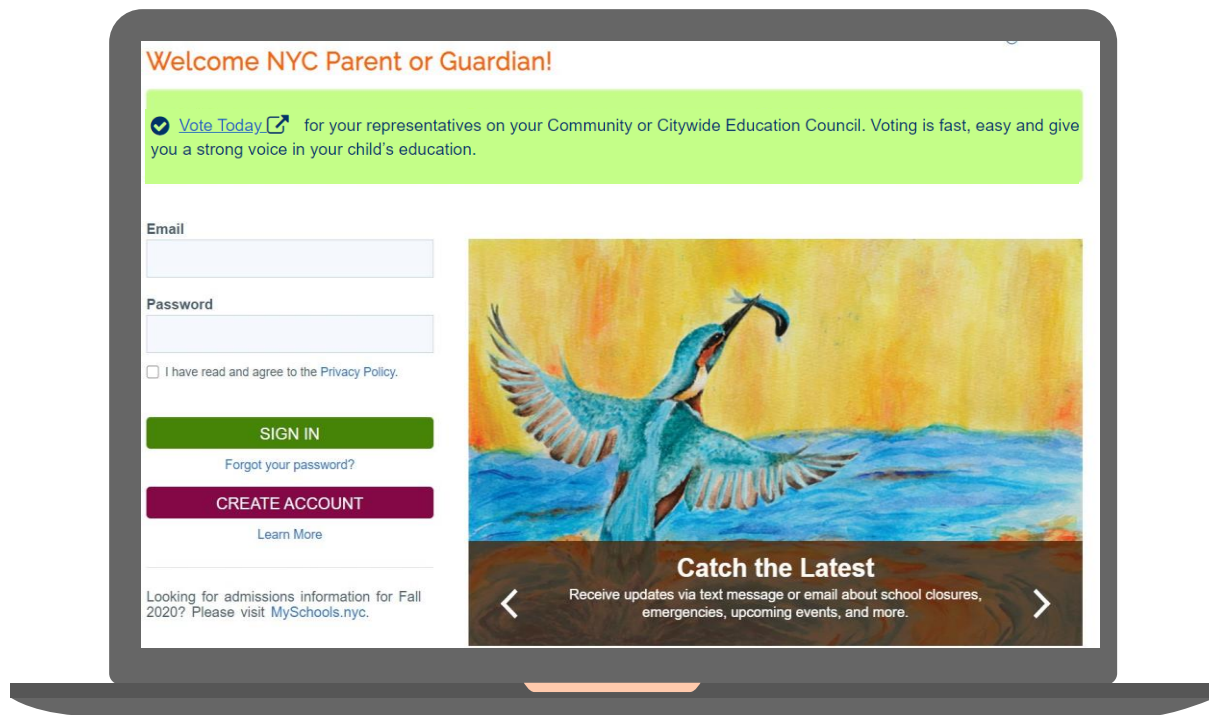 Welcome NYC Parent or Guardian!
Vote Today for your representatives on your Community or Citywide Education Council. Voting is fast, easy and give
you a strong voice in your child's education.
Email
Password
I have read and agree to the Privacy Policy.
SIGN IN
Forgot your password?
CREATE ACCOUNT
Learn More
Looking for admissions information for Fall
2020? Please visit MySchools.nyc.
Catch the Latest
Receive updates via text message or email about school closures,
emergencies, upcoming events, and more.